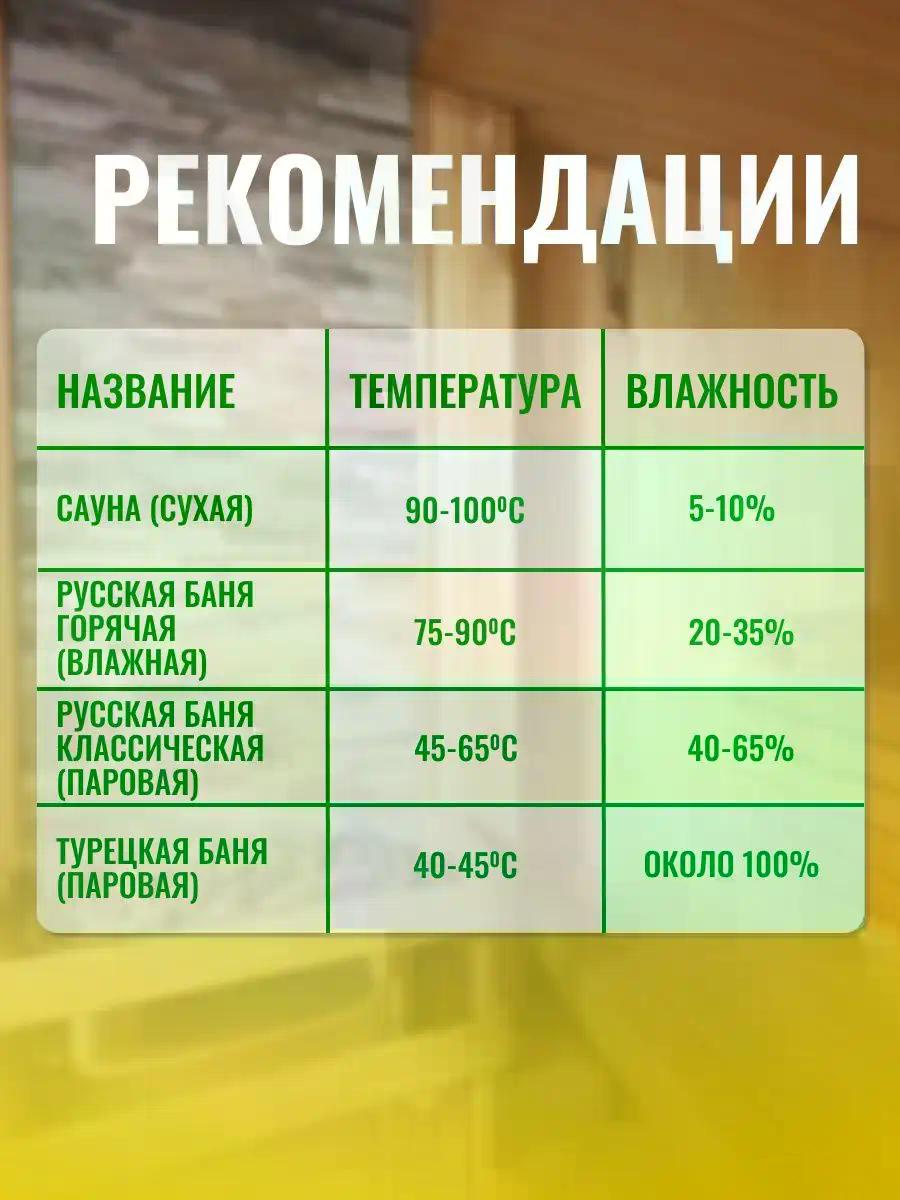 РЕКОМЕНДАЦИИ
НАЗВАНИЕ ТЕМПЕРАТУРА ВЛАЖНОСТЬ
САУНА (СУХАЯ) 90-100⁰С 5-10%
РУССКАЯ БАНЯ
ГОРЯЧАЯ
(ВЛАЖНАЯ)
75-90⁰С 20-35%
РУССКАЯ БАНЯ
КЛАССИЧЕСКАЯ
(ПАРОВАЯ)
45-65⁰С 40-65%
ТУРЕЦКАЯ БАНЯ
(ПАРОВАЯ)
40-45⁰С ОКОЛО 100%